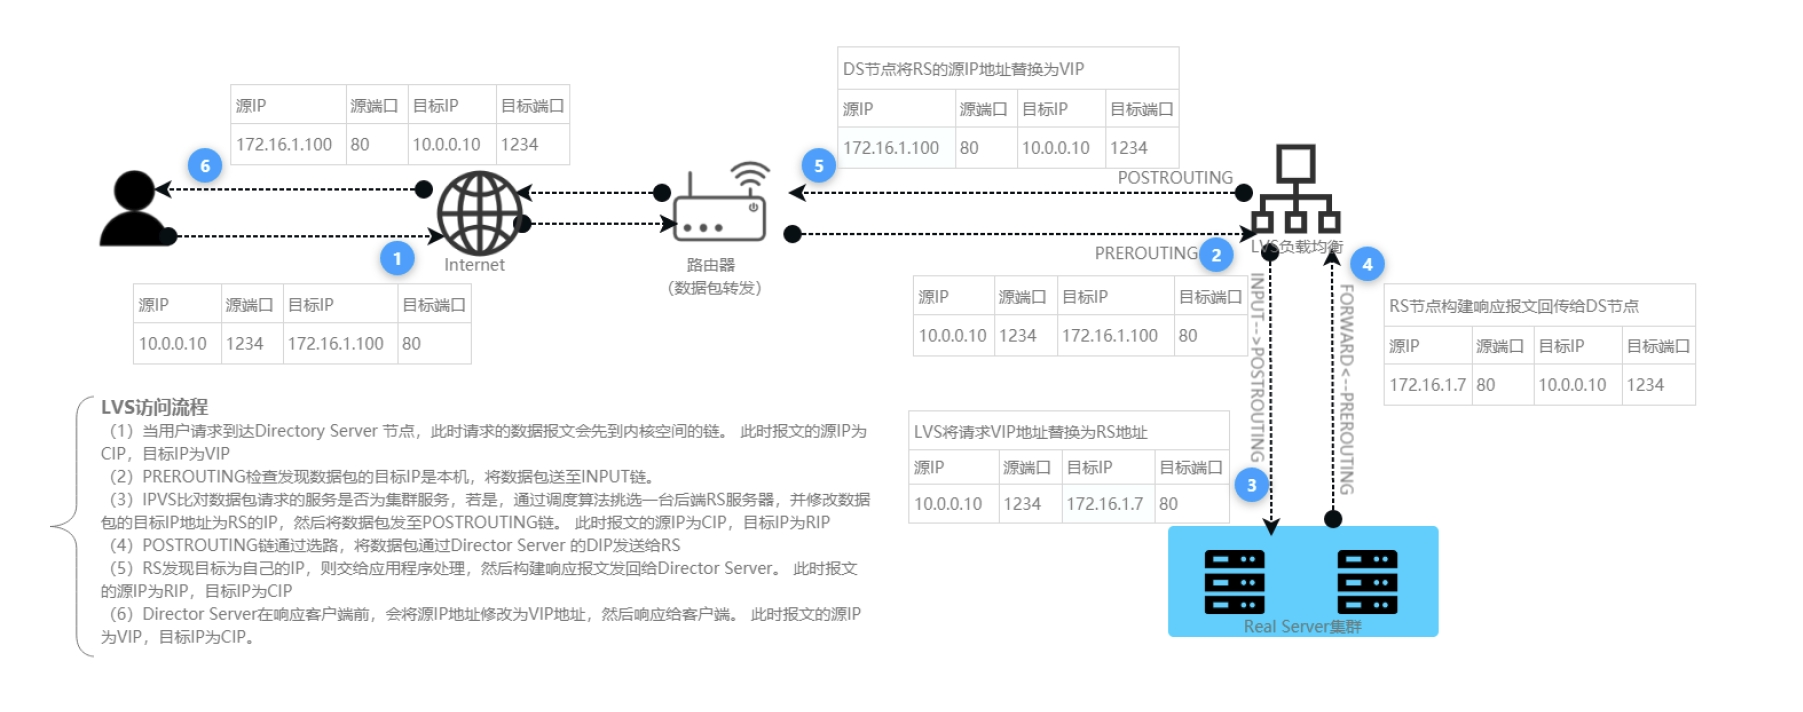 DS节点将RS的源IP地址替换为VIP
源IP 源端口 目标IP 目标端口
172.16.1.100 80 10.0.0.10 1234
源IP 源端口 目标IP 目标端口
172.16.1.100 80 10.0.0.10 1234
6
5
POSTROUTING
1
Internet
路由器
(数据包转发)
PREROUTING
2
LVS负载均衡
4
源IP 源端口 目标IP 目标端口
10.0.0.10 1234 172.16.1.100 80
源IP 源端口 目标IP 目标端口
10.0.0.10 1234 172.16.1.100 80
INPUT-->POSTROUTING
FORWARD<--PREROUTING
RS节点构建响应报文回传给DS节点
源IP 源端口 目标IP 目标端口
172.16.1.7 80 10.0.0.10 1234
LVS将请求VIP地址替换为RS地址
源IP 源端口 目标IP 目标端口
10.0.0.10 1234 172.16.1.7 80
3
Real Server集群
LVS访问流程
（1）当用户请求到达Directory Server 节点，此时请求的数据报文会先到内核空间的链。 此时报文的源IP为
CIP，目标IP为VIP
（2）PREROUTING检查发现数据包的目标IP是本机，将数据包送至INPUT链。
（3）IPVS比对数据包请求的服务是否为集群服务，若是，通过调度算法挑选一台后端RS服务器，并修改数据
包的目标IP地址为RS的IP，然后将数据包发至POSTROUTING链。 此时报文的源IP为CIP，目标IP为RIP
（4）POSTROUTING链通过选路，将数据包通过Director Server 的DIP发送给RS
（5）RS发现目标为自己的IP，则交给应用程序处理，然后构建响应报文发回给Director Server。 此时报文
的源IP为RIP，目标IP为CIP
（6）Director Server在响应客户端前，会将源IP地址修改为VIP地址，然后响应给客户端。 此时报文的源IP
为VIP，目标IP为CIP。